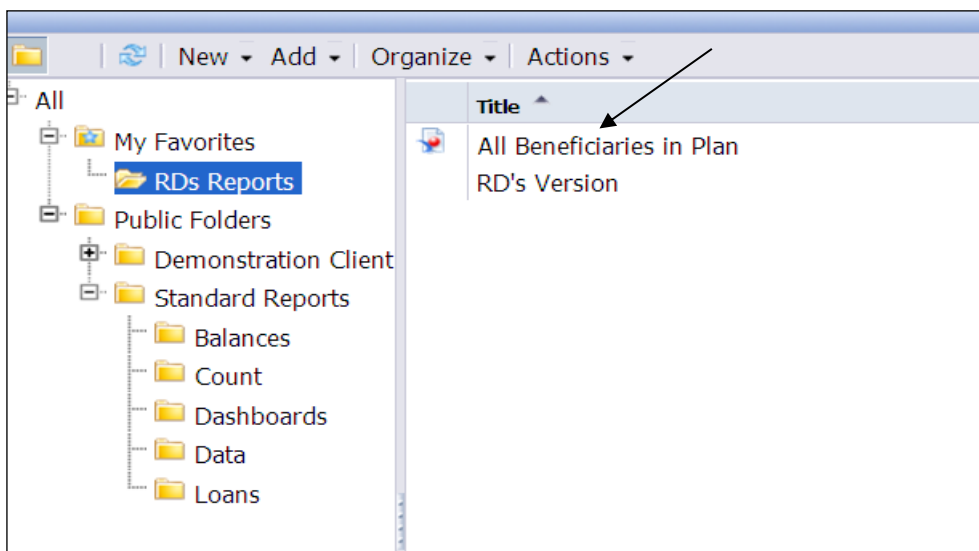 New Add Organize Actions
All
My Favorites
RDs Reports
Public Folders
Demonstration Client
Standard Reports
Balances
Count
Dashboards
Data
Loans
Title
All Beneficiaries in Plan
RD's Version